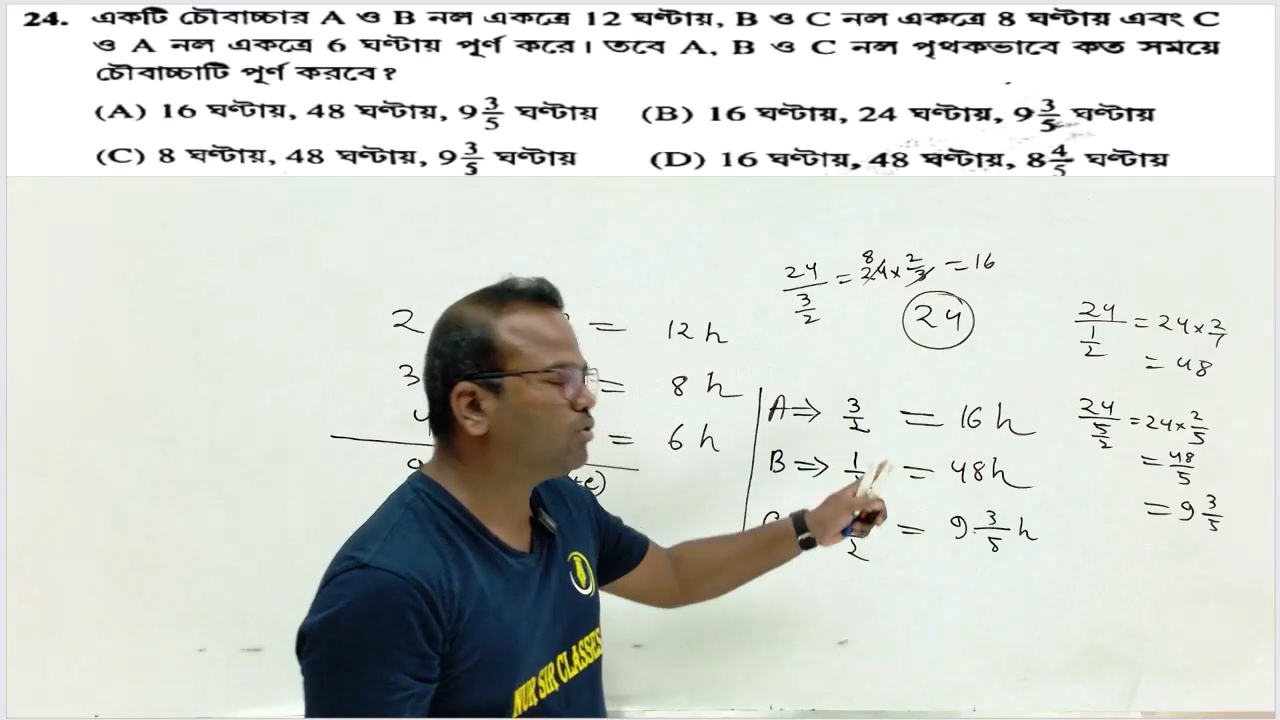 24. একটি চৌবাচ্চার A ও B নল একত্রে 12 ঘণ্টায়, B ও C নল একত্রে 8 ঘণ্টায় এবং C
ও A নল একত্রে 6 ঘণ্টায় পূর্ণ করে। তবে A, B ও C নল পৃথকভাবে কত সময়ে
চৌবাচ্চাটি পূর্ণ করবে?
(A) 16 ঘণ্টায়, 48 ঘণ্টায়, 9 3/5 ঘণ্টায় (B) 16 ঘণ্টায়, 24 ঘণ্টায়, 9 3/5 ঘণ্টায়
(C) 8 ঘণ্টায়, 48 ঘণ্টায়, 9 3/5 ঘণ্টায় (D) 16 ঘণ্টায়, 48 ঘণ্টায়, 8 4/5 ঘণ্টায়
24/(3/2) = 24 8 × 2/3 = 16
24
2 = 12 h
3 = 8 h
= 6 h
A ⇒ 3/2 = 16 h
B ⇒ = 48 h
2 = 9 3/5 h
24/(1/2) = 24 × 2/1
= 48
24/(5/2) = 24 × 2/5
= 48/5
= 9 3/5
NUR SIR CLASSES